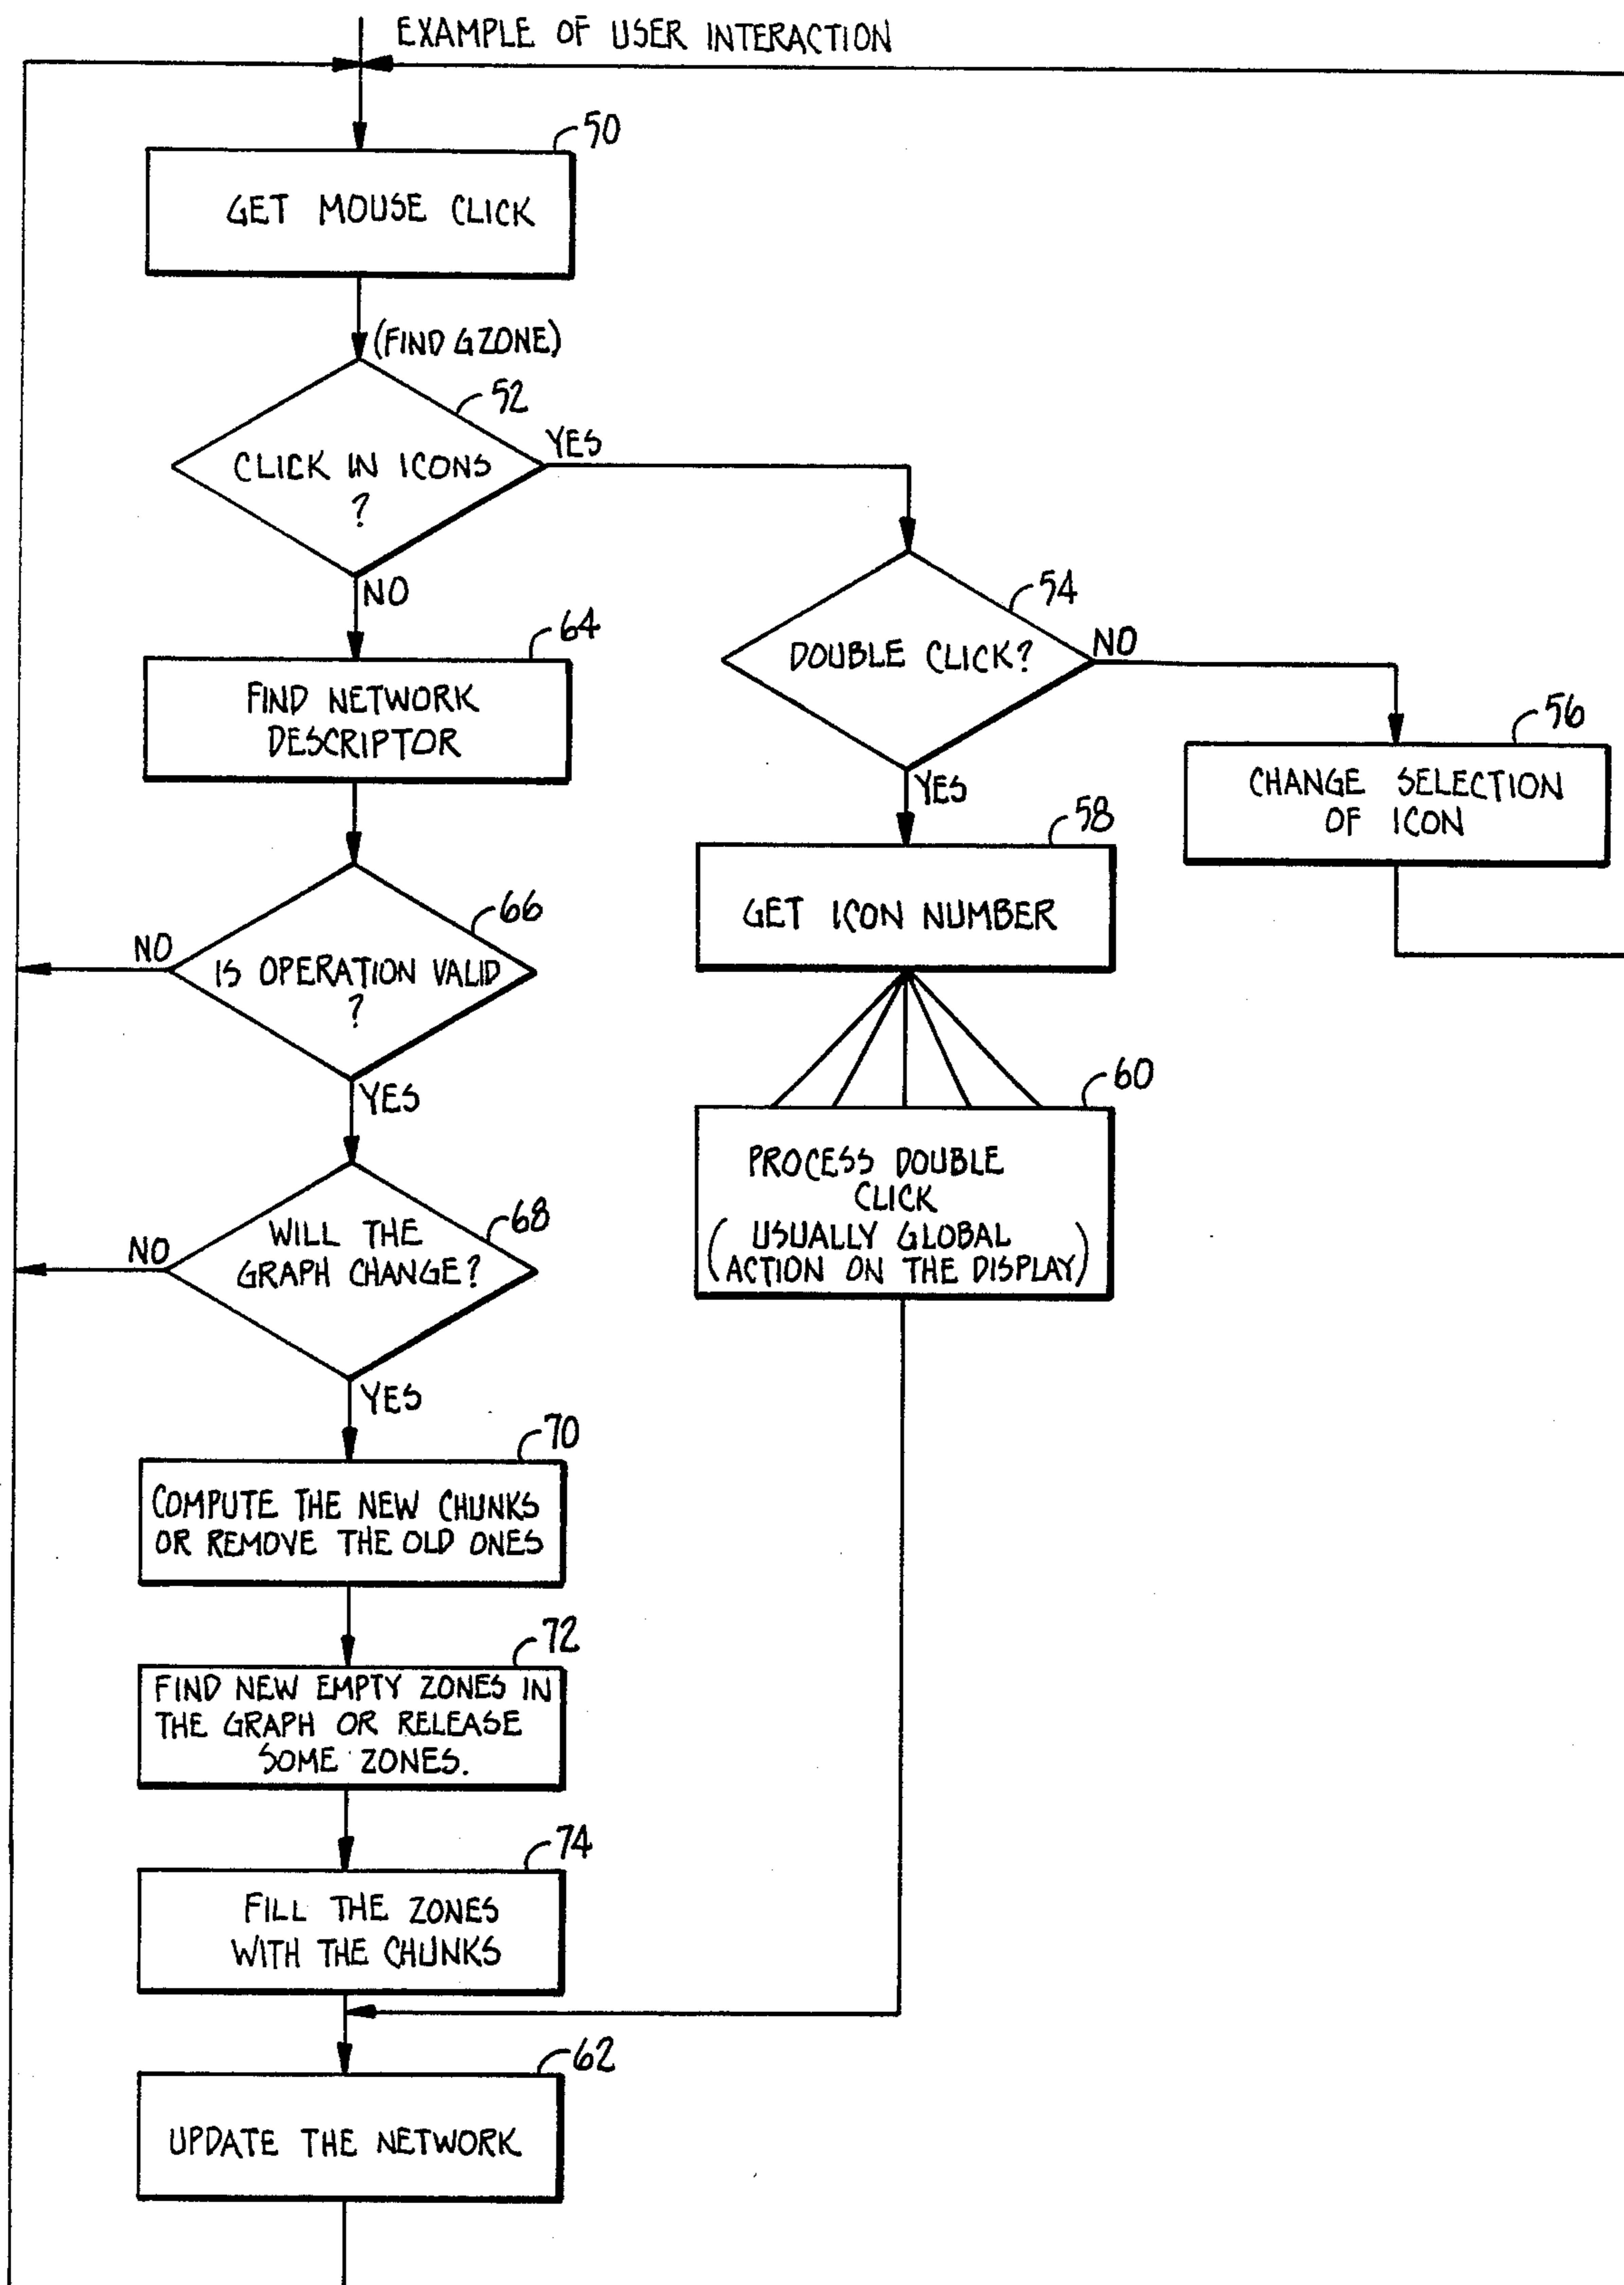 EXAMPLE OF USER INTERACTION
50
GET MOUSE CLICK
(FIND GZONE)
52
CLICK IN ICONS
?
YES
NO
54
DOUBLE CLICK?
NO
YES
56
CHANGE SELECTION
OF ICON
64
FIND NETWORK
DESCRIPTOR
58
GET ICON NUMBER
66
NO
IS OPERATION VALID
?
YES
60
PROCESS DOUBLE
CLICK
(USUALLY GLOBAL
ACTION ON THE DISPLAY)
68
NO
WILL THE
GRAPH CHANGE?
YES
70
COMPUTE THE NEW CHUNKS
OR REMOVE THE OLD ONES
72
FIND NEW EMPTY ZONES IN
THE GRAPH OR RELEASE
SOME ZONES.
74
FILL THE ZONES
WITH THE CHUNKS
62
UPDATE THE NETWORK